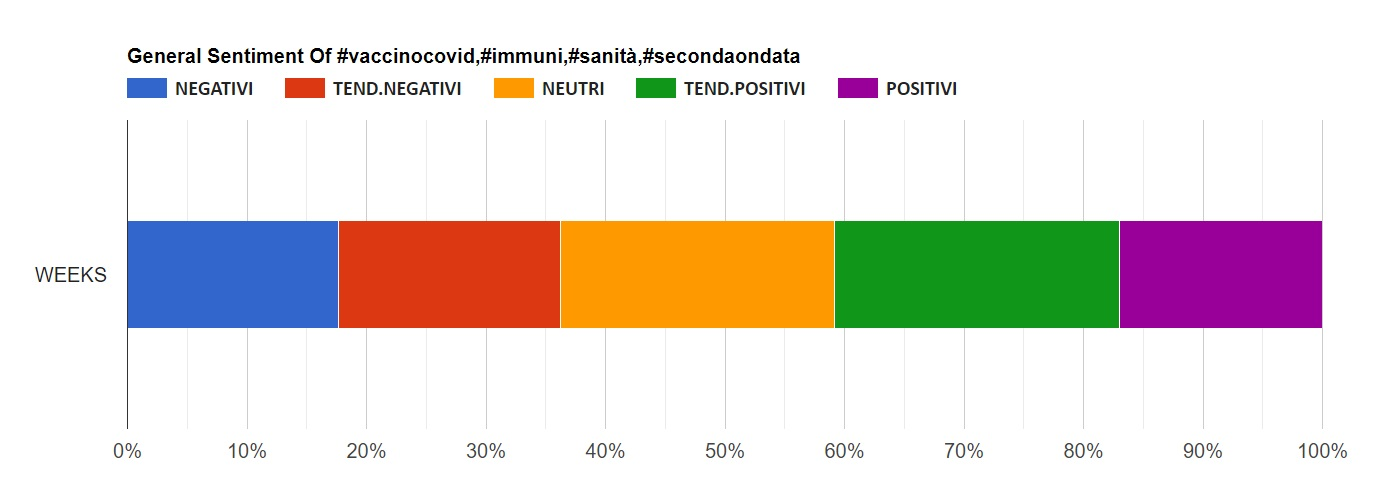 General Sentiment Of #vaccinocovid,#immuni,#sanità,#secondaondata
NEGATIVI TEND.NEGATIVI NEUTRI TEND.POSITIVI POSITIVI
WEEKS
0% 10% 20% 30% 40% 50% 60% 70% 80% 90% 100%